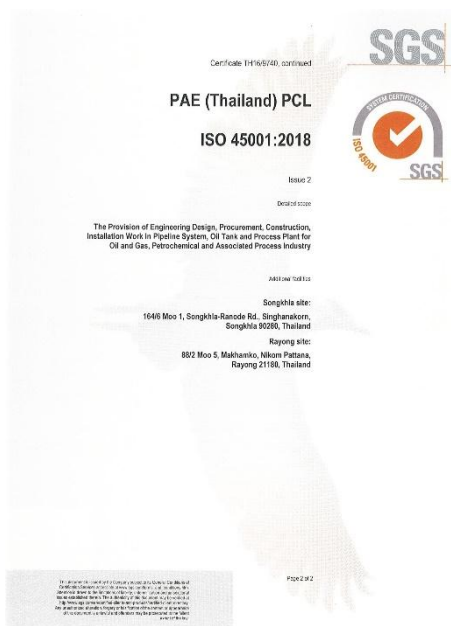 SGS
Certificate TH16/9740, continued
PAE (Thailand) PCL
ISO 45001:2018
SYSTEM CERTIFICATION
ISO 45001
SGS
Issue 2
Detailed scope
The Provision of Engineering Design, Procurement, Construction,
Installation Work in Pipeline System, Oil Tank and Process Plant for
Oil and Gas, Petrochemical and Associated Process Industry
Additional facilities
Songkhla site:
164/6 Moo 1, Songkhla-Ranode Rd., Singhanakorn,
Songkhla 90280, Thailand
Rayong site:
88/2 Moo 5, Makhamko, Nikom Pattana,
Rayong 21180, Thailand
Page 2 of 2